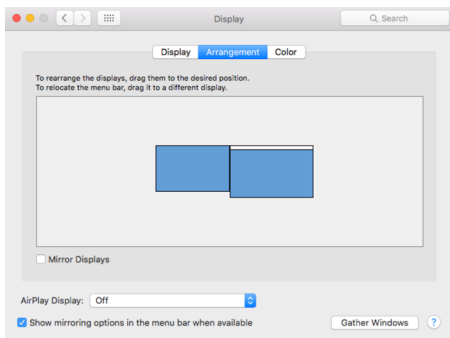 Display
Search
Display Arrangement Color
To rearrange the displays, drag them to the desired position.
To relocate the menu bar, drag it to a different display.
Mirror Displays
AirPlay Display: Off
Show mirroring options in the menu bar when available
Gather Windows ?